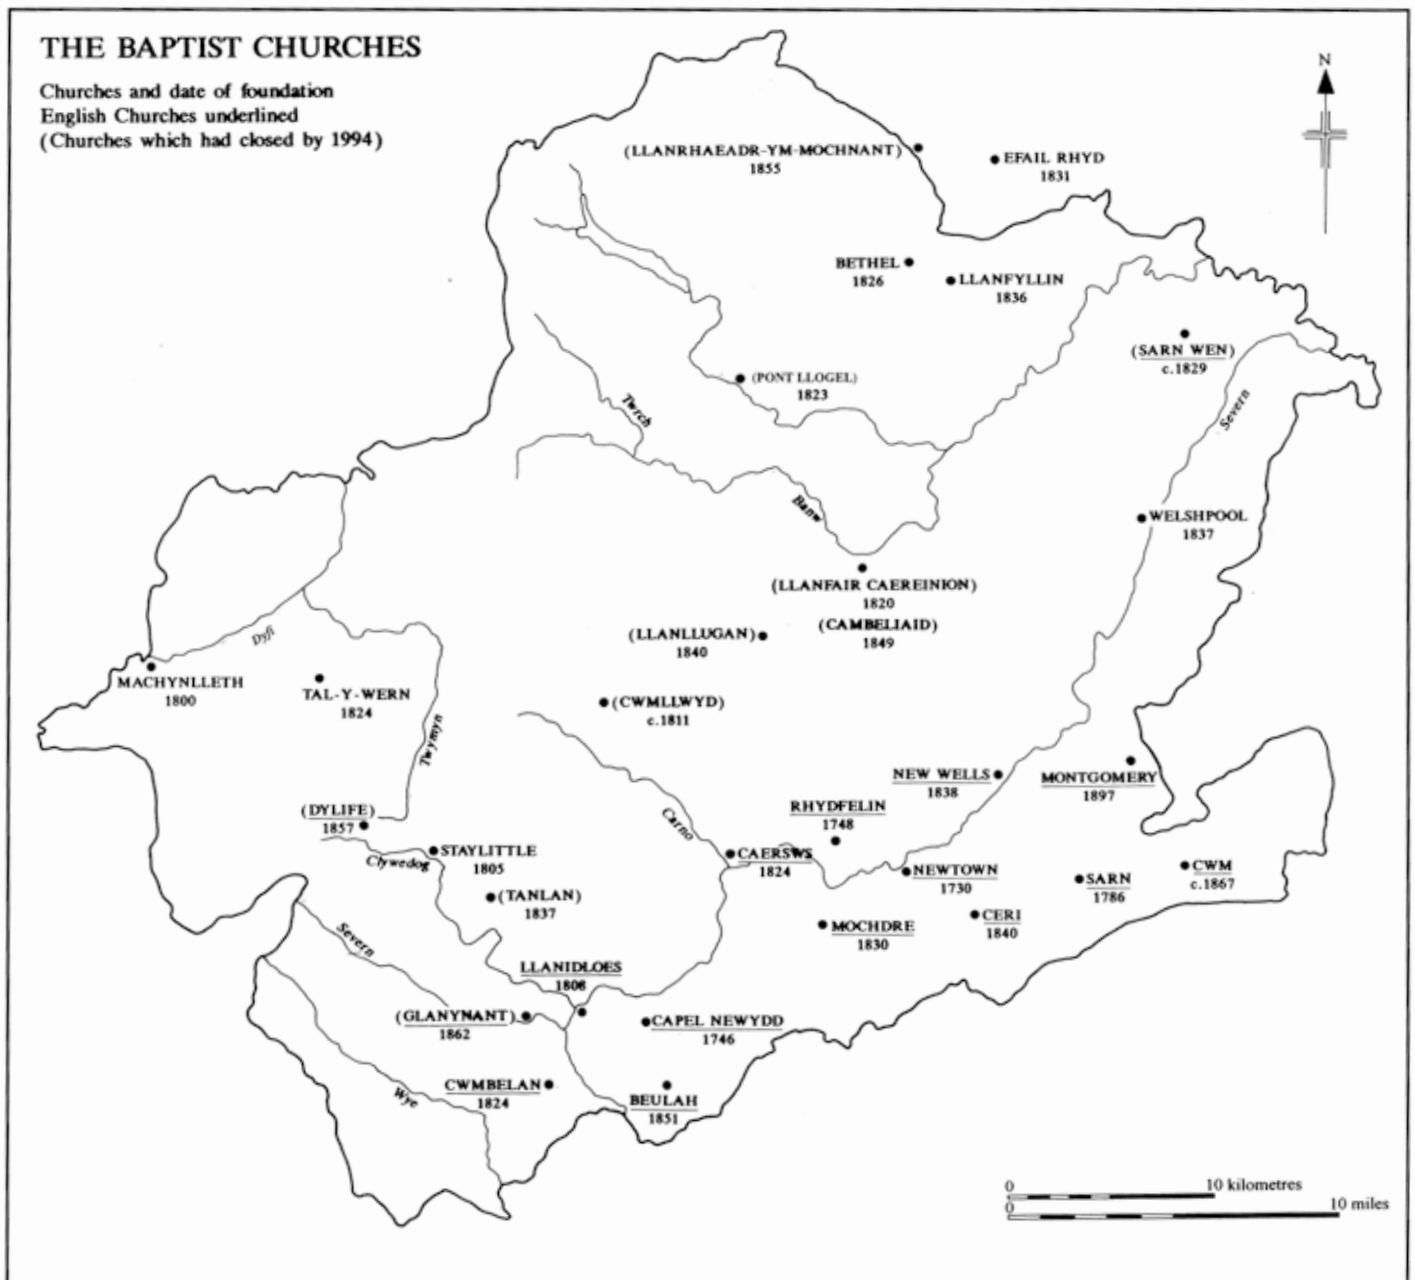 THE BAPTIST CHURCHES
Churches and date of foundation
English Churches underlined
(Churches which had closed by 1994)
N
(LLANRHAEADR-YM-MOCHNANT)
1855
EFAIL RHYD
1831
BETHEL
1826
LLANFYLLIN
1836
(SARN WEN)
c.1829
(PONT LLOGEL)
1823
Twrch
Severn
Banw
WELSHPOOL
1837
(LLANFAIR CAEREINION)
1820
(CAMBELIAID)
1849
(LLANLLUGAN)
1840
Dyfi
MACHYNLLETH
1800
TAL-Y-WERN
1824
(CWMLLWYD)
c.1811
Twymyn
NEW WELLS
1838
MONTGOMERY
1897
(DYLIFE)
1857
RHYDFELIN
1748
Carno
Clywedog
STAYLITTLE
1805
CAERSWS
1824
NEWTOWN
1730
CWM
c.1867
SARN
1786
(TANLAN)
1837
MOCHDRE
1830
CERI
1840
Severn
LLANIDLOES
1808
(GLANYNANT)
1862
CAPEL NEWYDD
1746
Wye
CWMBELAN
1824
BEULAH
1851
0
10 kilometres
0
10 miles